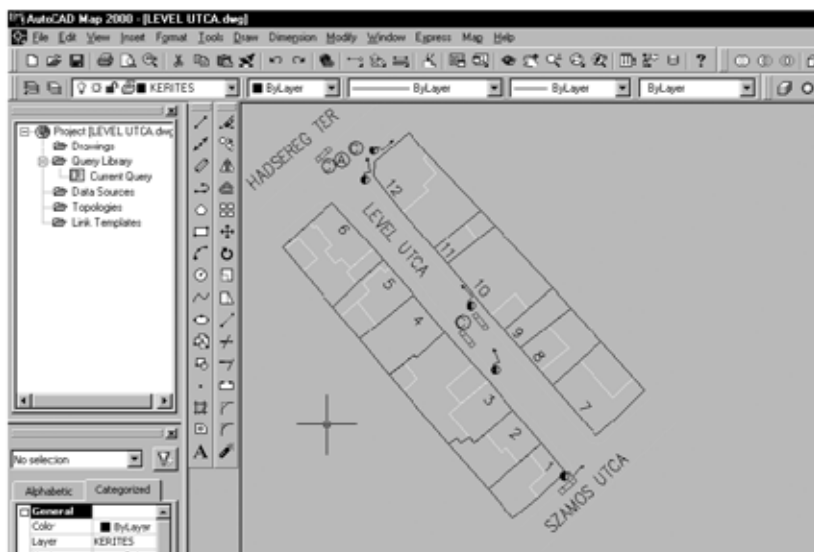 AutoCAD Map 2000 - [LEVEL UTCA.dwg]
File Edit View Insert Format Tools Draw Dimension Modify Window Express Map Help
KERITES ByLayer ByLayer ByLayer ByLayer
Project [LEVEL UTCA.dwg
Drawings
Query Library
Current Query
Data Sources
Topologies
Link Templates
No selection
Alphabetic Categorized
General
Color ByLayer
Layer KERITES
HADSEREG TER
4
12
LEVEL UTCA
6
11
5
10
4
9
8
3
7
2
1
SZAMOS UTCA
A